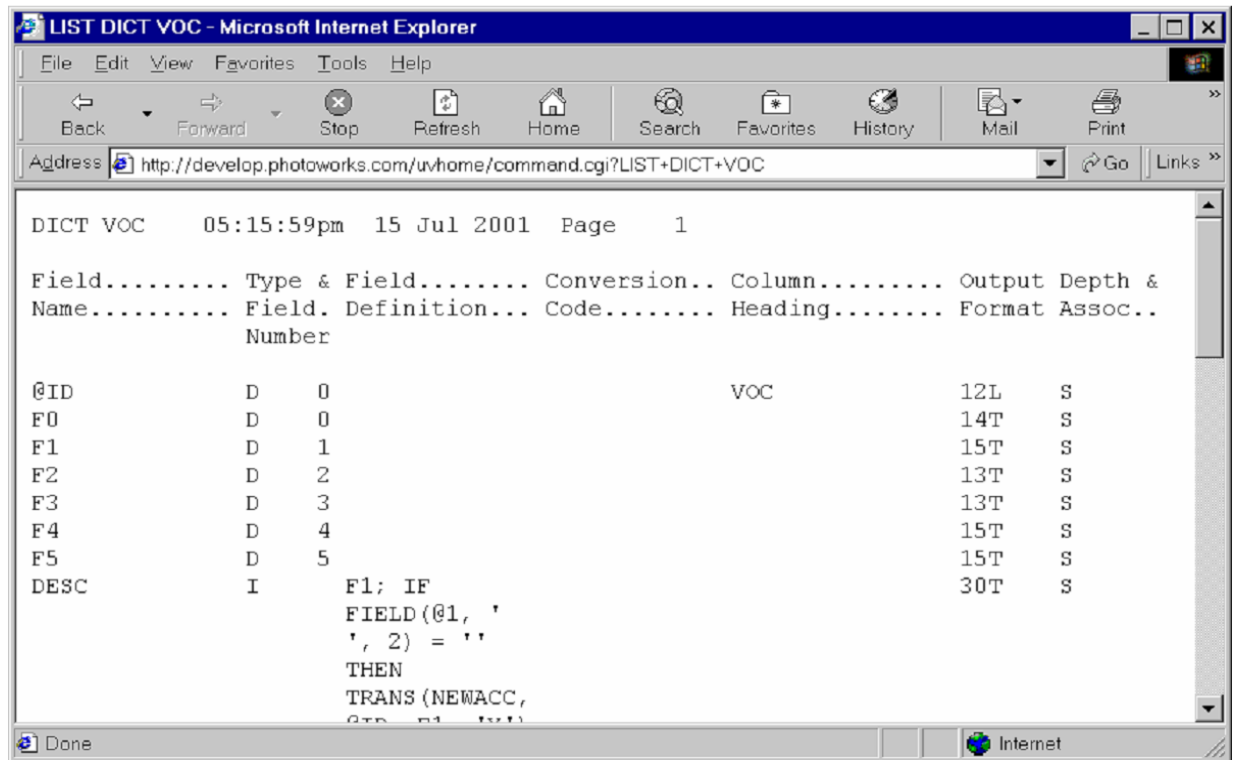 LIST DICT VOC - Microsoft Internet Explorer
File Edit View Favorites Tools Help
Back Forward Stop Refresh Home Search Favorites History Mail Print »
Address http://develop.photoworks.com/uvhome/command.cgi?LIST+DICT+VOC Go Links »
DICT VOC 05:15:59pm 15 Jul 2001 Page 1
Field.......... Type & Field........ Conversion.. Column......... Output Depth &
Name........... Field. Definition... Code........ Heading........ Format Assoc..
Number
@ID D 0 VOC 12L S
F0 D 0 14T S
F1 D 1 15T S
F2 D 2 13T S
F3 D 3 13T S
F4 D 4 15T S
F5 D 5 15T S
DESC I F1; IF 30T S
FIELD(@1, '
', 2) = ''
THEN
TRANS(NEWACC,
Done Internet